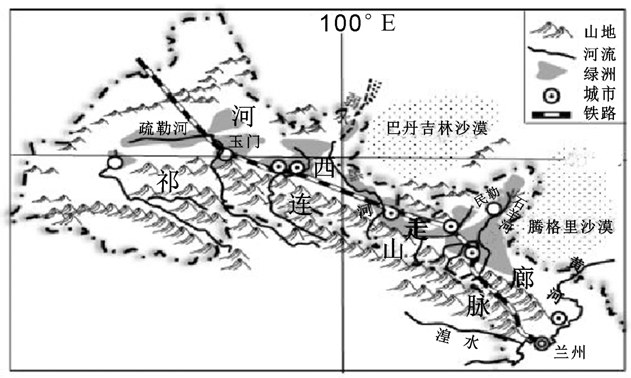 100° E
山地
河流
绿洲
城市
铁路
疏勒河
河
玉门
西
巴丹吉林沙漠
祁
连
河
走
民勤
石羊河
腾格里沙漠
山
廊
脉
黄
河
湟水
兰州